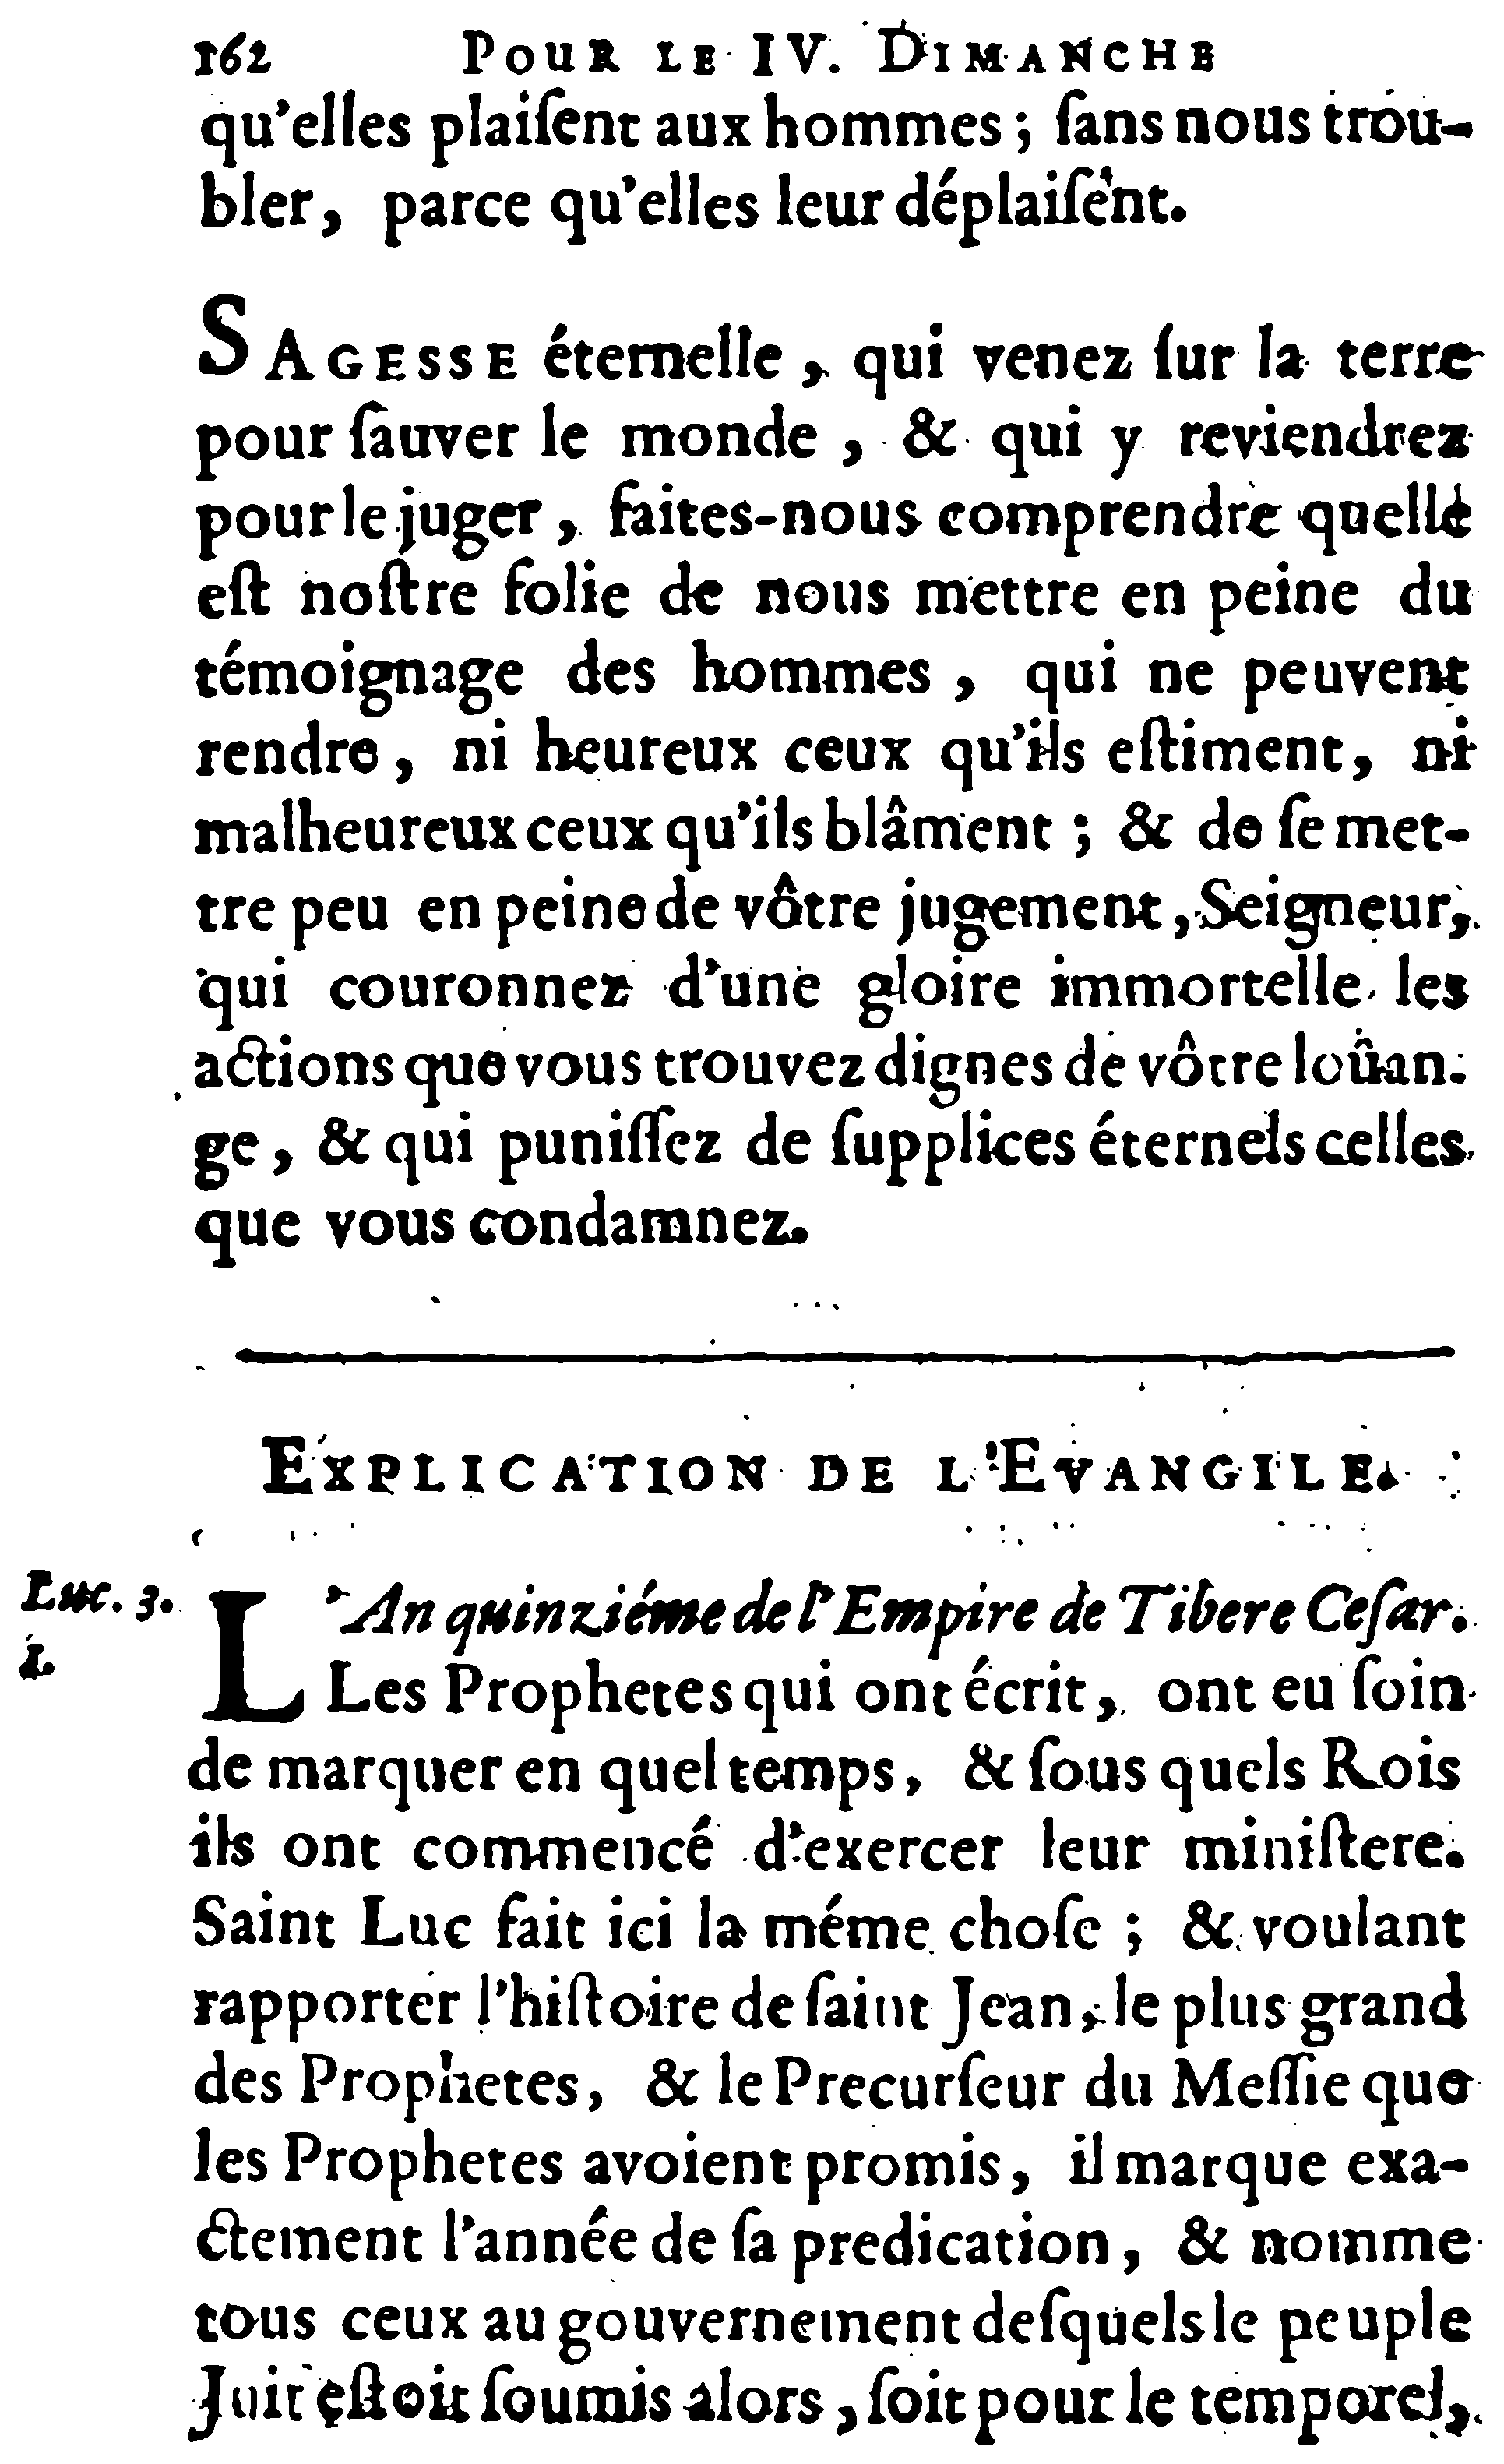 162 POUR LE IV. DIMANCHE
qu'elles plaiſent aux hommes ; ſans nous trou-
bler, parce qu'elles leur déplaiſent.
SAGESSE éternelle, qui venez ſur la terre
pour ſauver le monde, & qui y reviendrez
pour le juger, faites-nous comprendre quelle
eſt noſtre folie de nous mettre en peine du
témoignage des hommes, qui ne peuvent
rendre, ni heureux ceux qu'ils eſtiment, ni
malheureux ceux qu'ils blâment ; & de ſe met-
tre peu en peine de vôtre jugement, Seigneur,
qui couronnez d'une gloire immortelle les
actions que vous trouvez dignes de vôtre loüan-
ge, & qui puniſſez de ſupplices éternels celles
que vous condamnez.
EXPLICATION DE L'EVANGILE.
Luc. 3.
1.
L'An quinziéme de l'Empire de Tibere Ceſar.
Les Prophetes qui ont écrit, ont eu ſoin
de marquer en quel temps, & ſous quels Rois
ils ont commencé d'exercer leur miniſtere.
Saint Luc fait ici la méme choſe ; & voulant
rapporter l'hiſtoire de ſaint Jean, le plus grand
des Prophetes, & le Precurſeur du Meſſie que
les Prophetes avoient promis, il marque exa-
ctement l'année de ſa predication, & nomme
tous ceux au gouvernement deſquels le peuple
Juif eſtoit ſoumis alors, ſoit pour le temporel,